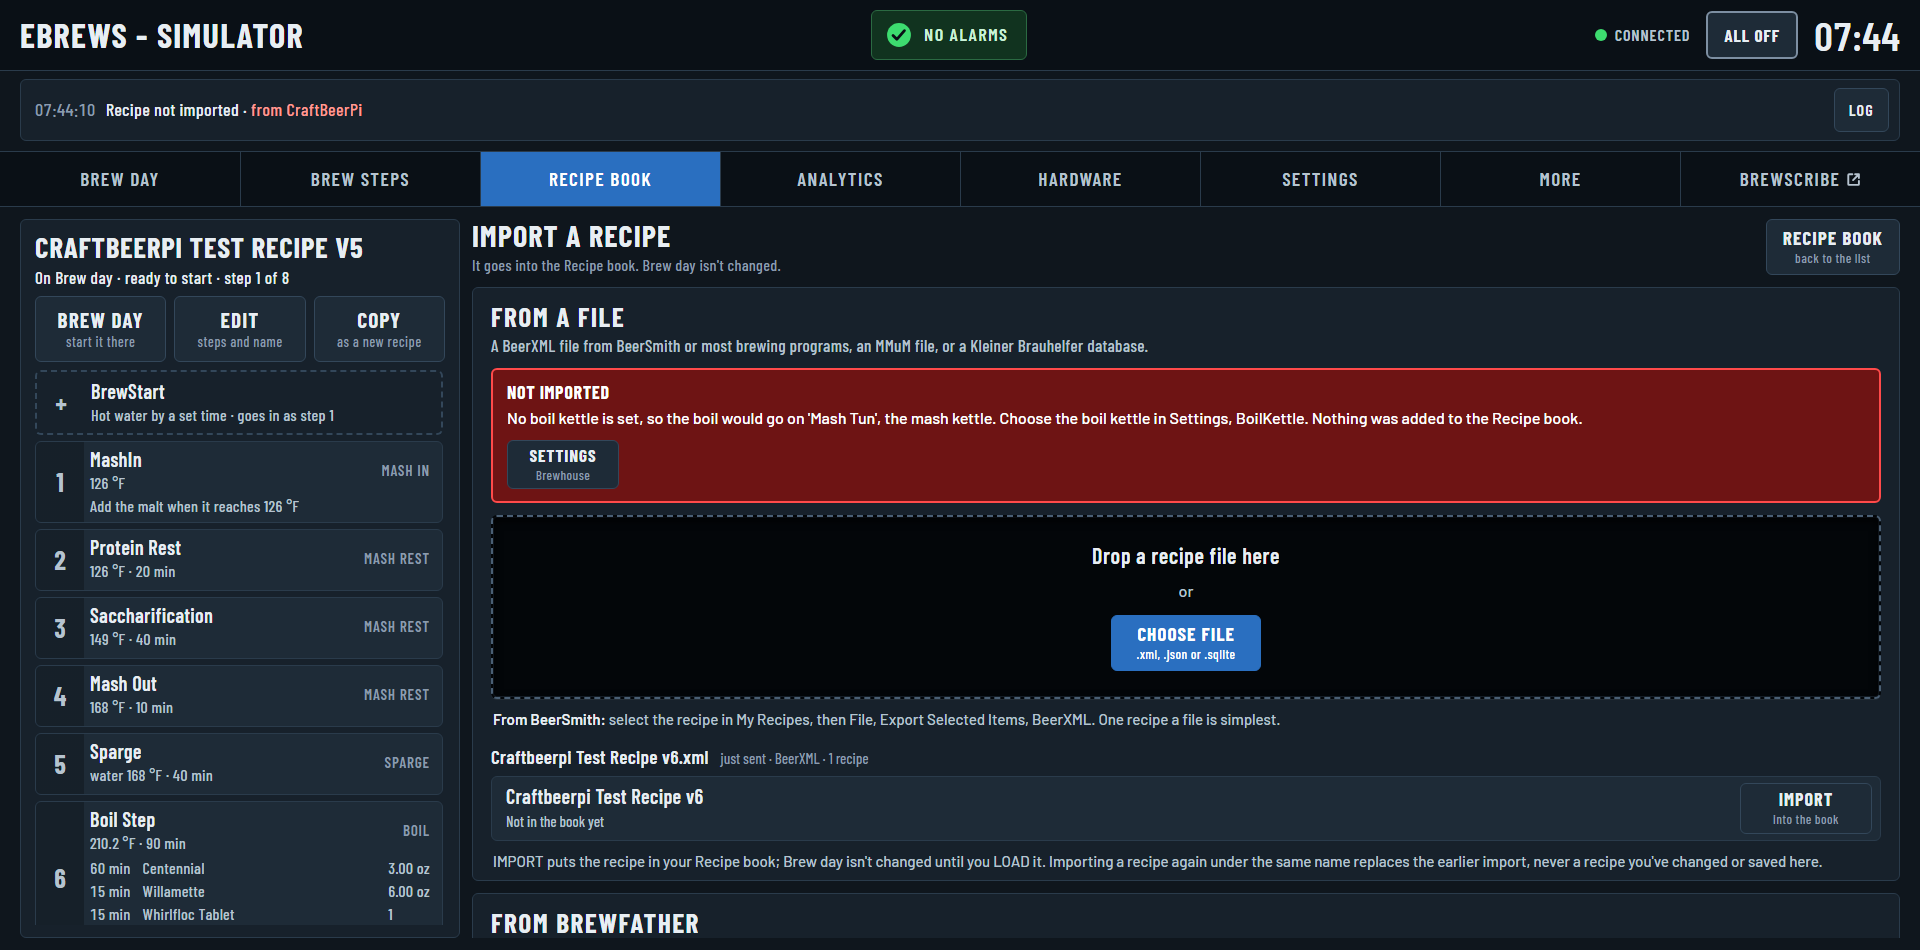 EBREWS - SIMULATOR
NO ALARMS
CONNECTED
ALL OFF
07:44
07:44:10 Recipe not imported · from CraftBeerPi
LOG
BREW DAY
BREW STEPS
RECIPE BOOK
ANALYTICS
HARDWARE
SETTINGS
MORE
BREWSCRIBE
CRAFTBEERPI TEST RECIPE V5
On Brew day · ready to start · step 1 of 8
BREW DAY
start it there
EDIT
steps and name
COPY
as a new recipe
+
BrewStart
Hot water by a set time · goes in as step 1
1
MashIn
126 °F
Add the malt when it reaches 126 °F
MASH IN
2
Protein Rest
126 °F · 20 min
MASH REST
3
Saccharification
149 °F · 40 min
MASH REST
4
Mash Out
168 °F · 10 min
MASH REST
5
Sparge
water 168 °F · 40 min
SPARGE
6
Boil Step
210.2 °F · 90 min
BOIL
60 min Centennial 3.00 oz
15 min Willamette 6.00 oz
15 min Whirlfloc Tablet 1
IMPORT A RECIPE
It goes into the Recipe book. Brew day isn't changed.
RECIPE BOOK
back to the list
FROM A FILE
A BeerXML file from BeerSmith or most brewing programs, an MMuM file, or a Kleiner Brauhelfer database.
NOT IMPORTED
No boil kettle is set, so the boil would go on 'Mash Tun', the mash kettle. Choose the boil kettle in Settings, BoilKettle. Nothing was added to the Recipe book.
SETTINGS
Brewhouse
Drop a recipe file here
or
CHOOSE FILE
.xml, .json or .sqlite
From BeerSmith: select the recipe in My Recipes, then File, Export Selected Items, BeerXML. One recipe a file is simplest.
Craftbeerpi Test Recipe v6.xml just sent · BeerXML · 1 recipe
Craftbeerpi Test Recipe v6
Not in the book yet
IMPORT
Into the book
IMPORT puts the recipe in your Recipe book; Brew day isn't changed until you LOAD it. Importing a recipe again under the same name replaces the earlier import, never a recipe you've changed or saved here.
FROM BREWFATHER